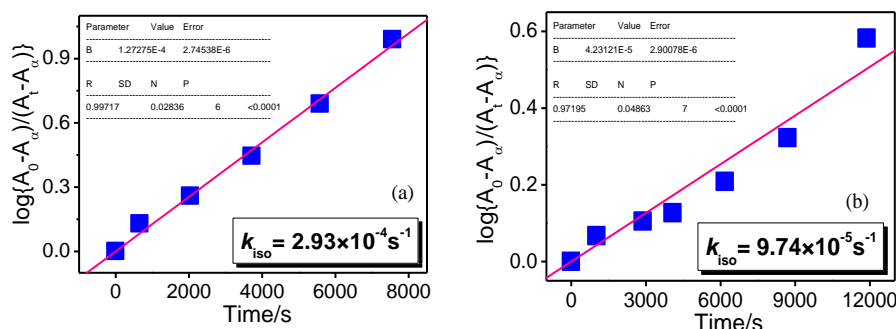 Parameter Value Error
B 1.27275E-4 2.74538E-6
R SD N P
0.99717 0.02836 6 <0.0001
log{A0-Aα)/(At-Aα)}
0.9
0.6
0.3
0.0
(a)
kiso = 2.93×10-4s-1
0 2000 4000 6000 8000
Time/s
Parameter Value Error
B 4.23121E-5 2.90078E-6
R SD N P
0.97195 0.04863 7 <0.0001
log{A0-Aα)/(At-Aα)}
0.6
0.4
0.2
0.0
(b)
kiso = 9.74×10-5s-1
0 3000 6000 9000 12000
Time/s